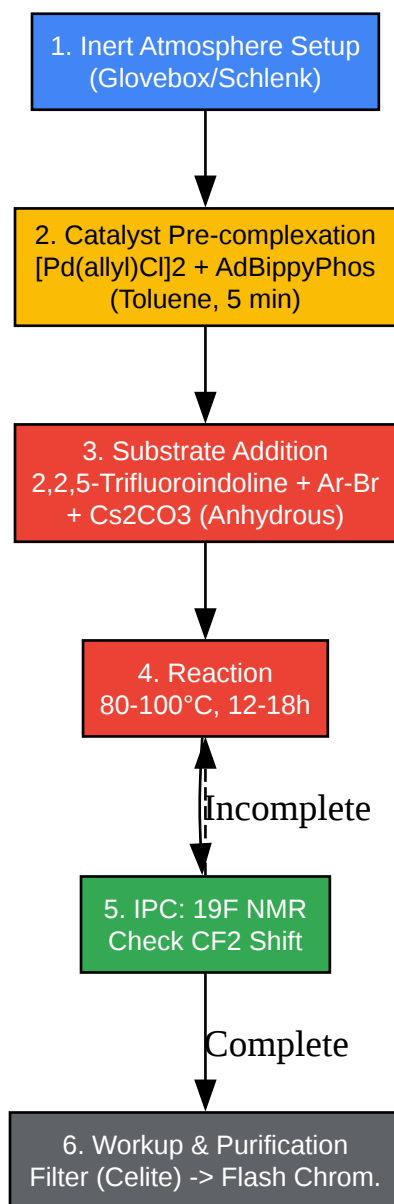 1. Inert Atmosphere Setup
(Glovebox/Schlenk)
2. Catalyst Pre-complexation
[Pd(allyl)Cl]2 + AdBippyPhos
(Toluene, 5 min)
3. Substrate Addition
2,2,5-Trifluoroindoline + Ar-Br
+ Cs2CO3 (Anhydrous)
4. Reaction
80-100°C, 12-18h
Incomplete
5. IPC: 19F NMR
Check CF2 Shift
Complete
6. Workup & Purification
Filter (Celite) -> Flash Chrom.